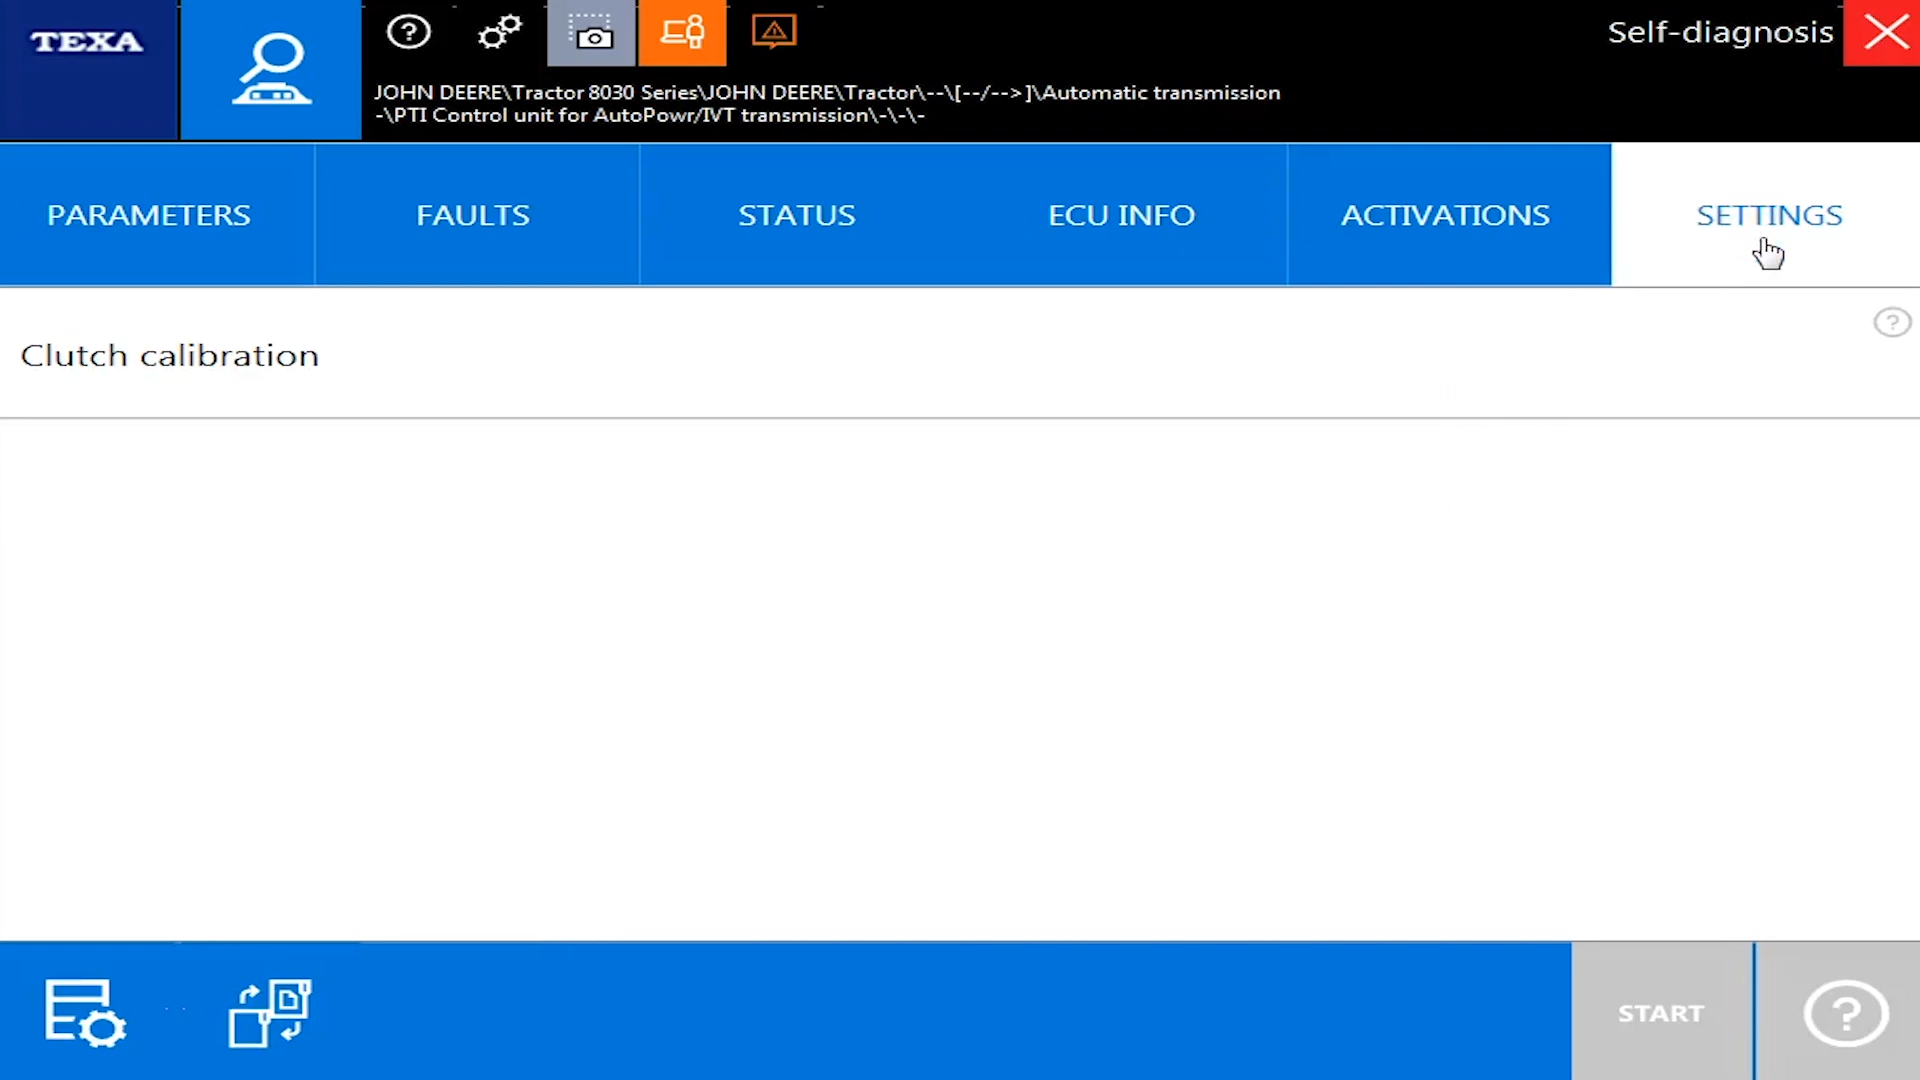 TEXA
Self-diagnosis
JOHN DEERE\Tractor 8030 Series\JOHN DEERE\Tractor\--\[--/-->]\Automatic transmission
-\PTI Control unit for AutoPowr/IVT transmission\-\-\-
PARAMETERS
FAULTS
STATUS
ECU INFO
ACTIVATIONS
SETTINGS
Clutch calibration
START